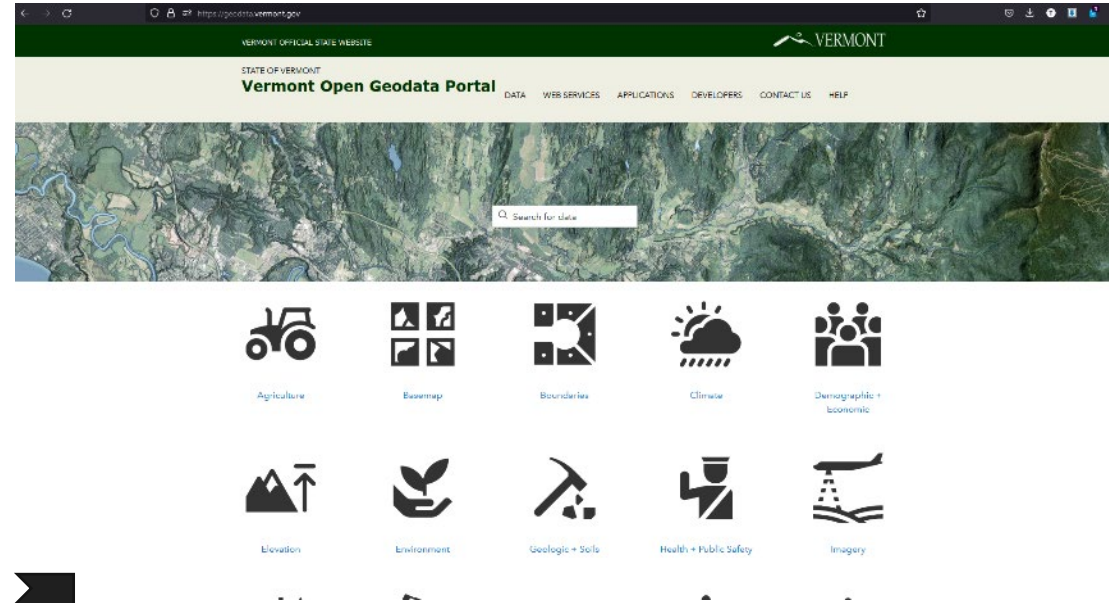 https://geodata.vermont.gov
VERMONT OFFICIAL STATE WEBSITE
VERMONT
STATE OF VERMONT
Vermont Open Geodata Portal
DATA WEB SERVICES APPLICATIONS DEVELOPERS CONTACT US HELP
Search for data
Agriculture Basemap Boundaries Climate Demographic +
Economic
Elevation Environment Geologic + Soils Health + Public Safety Imagery